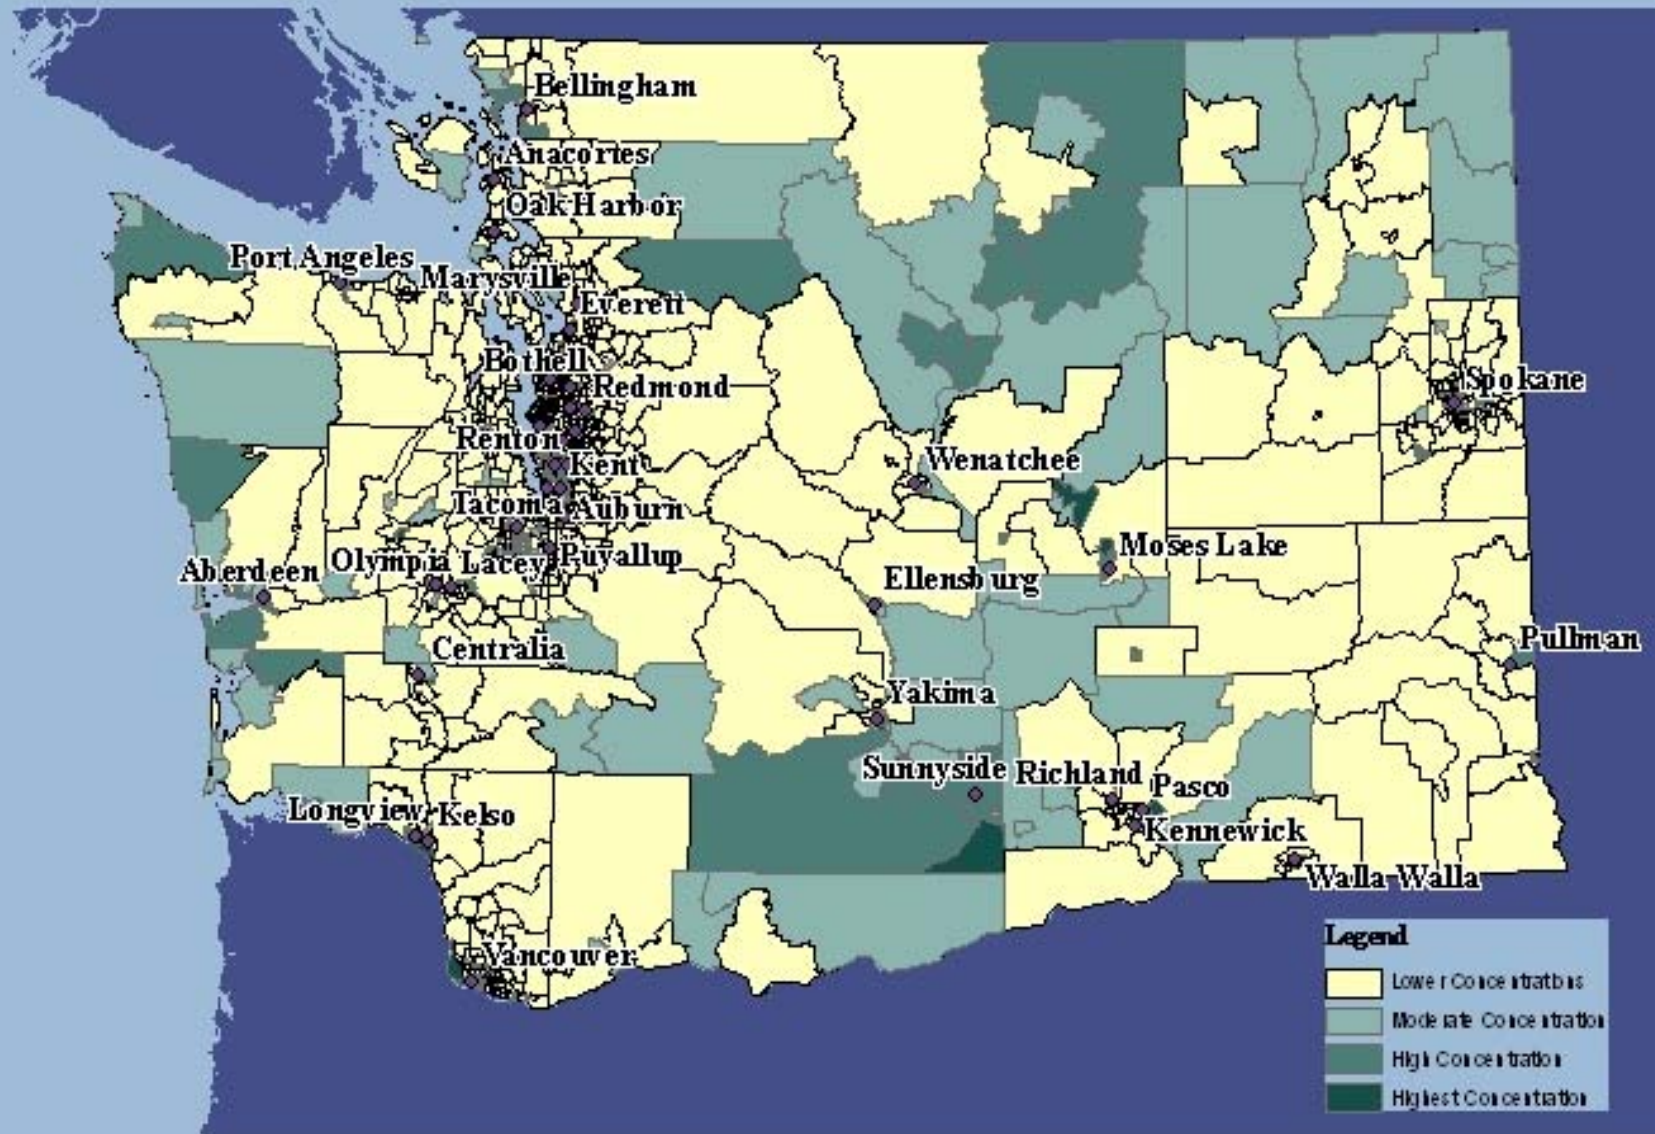 Bellingham
Anacortes
Oak Harbor
Port Angeles
Marysville
Everett
Bothell
Redmond
Spokane
Renton
Kent
Wenatchee
Tacoma
Auburn
Moses Lake
Aberdeen
Olympia
Lacey
Puyallup
Ellensburg
Centralia
Pullman
Yakima
Sunnyside
Richland
Pasco
Longview
Kelso
Kennewick
Walla Walla
Vancouver
Legend
Lower Concentrations
Moderate Concentration
High Concentration
Highest Concentration